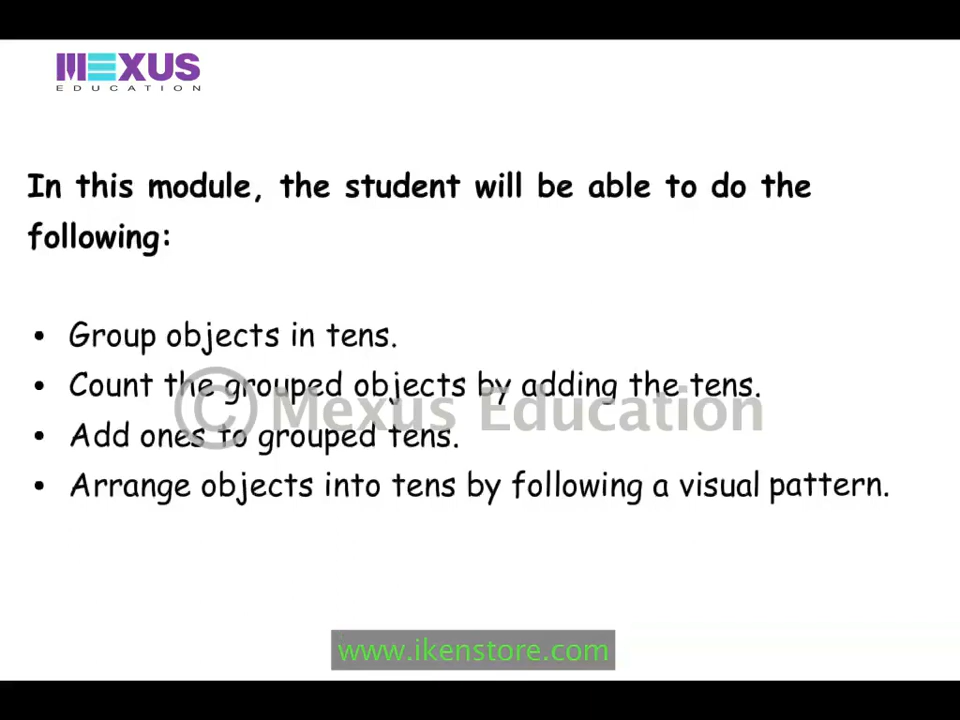 MEXUS
EDUCATION
In this module, the student will be able to do the
following:
• Group objects in tens.
• Count the grouped objects by adding the tens.
• Add ones to grouped tens.
• Arrange objects into tens by following a visual pattern.
© Mexus Education
www.ikenstore.com